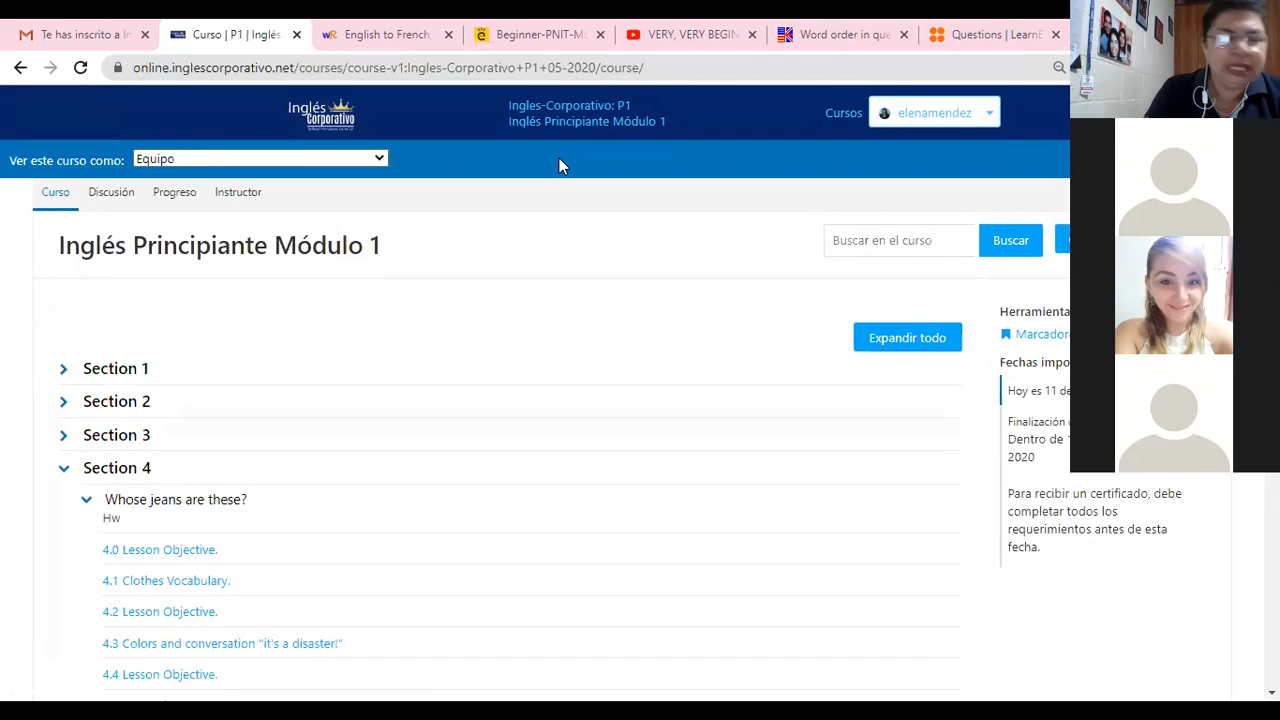 Te has inscrito a In
Curso | P1 | Inglés
English to French,
Beginner-PNIT-Mo
VERY, VERY BEGIN
Word order in que
Questions | LearnE
online.inglescorporativo.net/courses/course-v1:Ingles-Corporativo+P1+05-2020/course/
Inglés
Corporativo
Ingles-Corporativo: P1
Inglés Principiante Módulo 1
Cursos
elenamendez
Ver este curso como:
Equipo
Curso
Discusión
Progreso
Instructor
Inglés Principiante Módulo 1
Buscar en el curso
Buscar
Expandir todo
Section 1
Section 2
Section 3
Section 4
Whose jeans are these?
Hw
4.0 Lesson Objective.
4.1 Clothes Vocabulary.
4.2 Lesson Objective.
4.3 Colors and conversation "it's a disaster!"
4.4 Lesson Objective.
Herramienta
Marcador
Fechas impo
Hoy es 11 de
Finalización
Dentro de
2020
Para recibir un certificado, debe
completar todos los
requerimientos antes de esta
fecha.